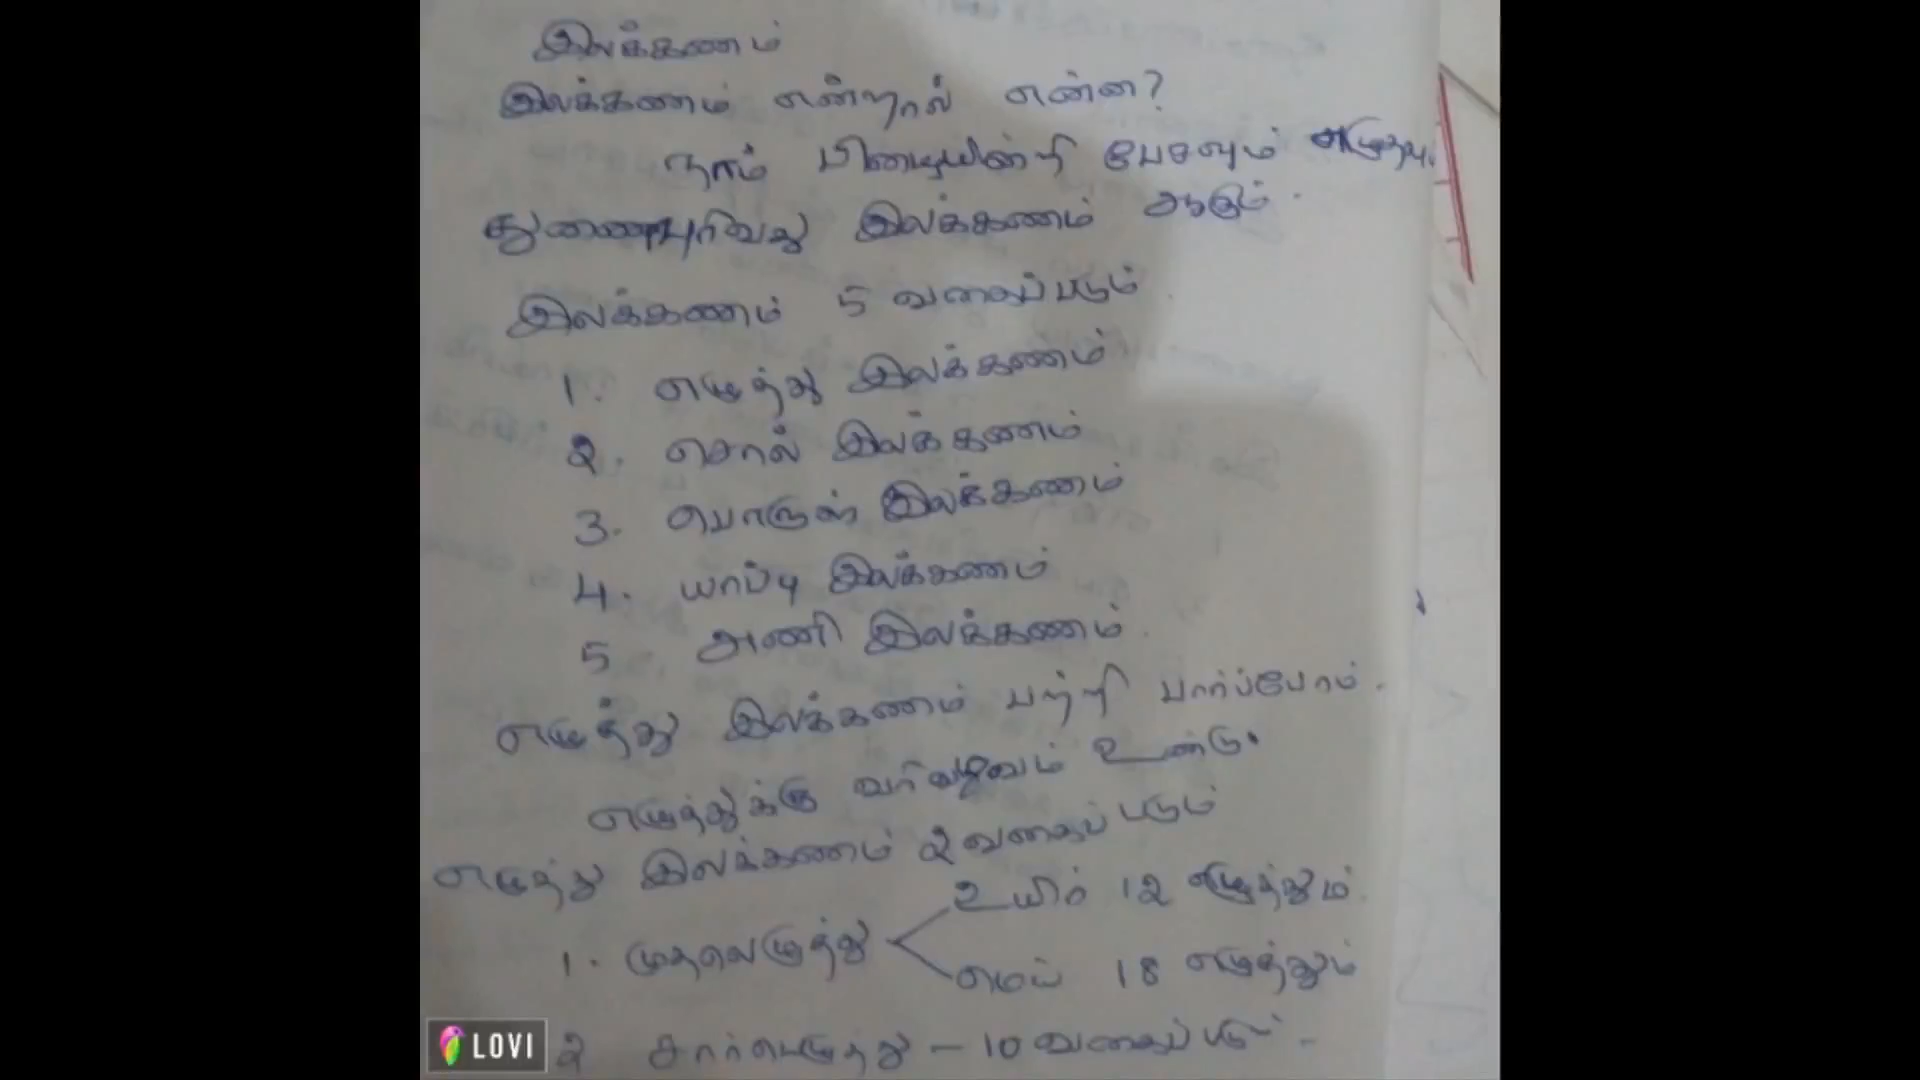 இலக்கணம்
இலக்கணம் என்றால் என்ன?
நாம் பிழையின்றி பேசவும் எழுதவும்
துணைபுரிவது இலக்கணம் ஆகும்.
இலக்கணம் 5 வகைப்படும்
1. எழுத்து இலக்கணம்
2. சொல் இலக்கணம்
3. பொருள் இலக்கணம்
4. யாப்பு இலக்கணம்
5 அணி இலக்கணம்
எழுத்து இலக்கணம் பற்றி பார்ப்போம்.
எழுத்துக்கு வரிவடிவம் உண்டு.
எழுத்து இலக்கணம் 2 வகைப்படும்
உயிர் 12 எழுத்தும்.
1. முதலெழுத்து
மெய் 18 எழுத்தும்
2 சார்பெழுத்து - 10 வகைப்படும்.
LOVI